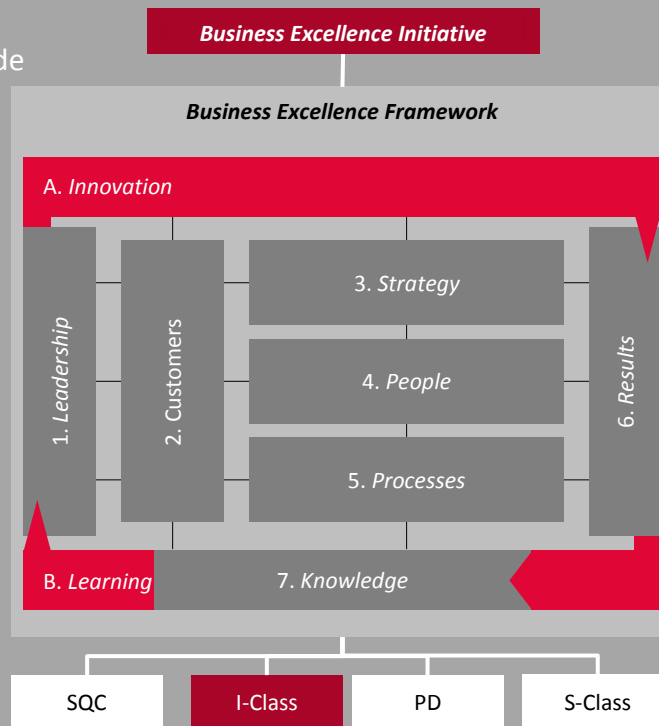 Business Excellence Initiative
de
Business Excellence Framework
A. Innovation
1. Leadership
2. Customers
3. Strategy
4. People
5. Processes
6. Results
B. Learning
7. Knowledge
SQC
I-Class
PD
S-Class